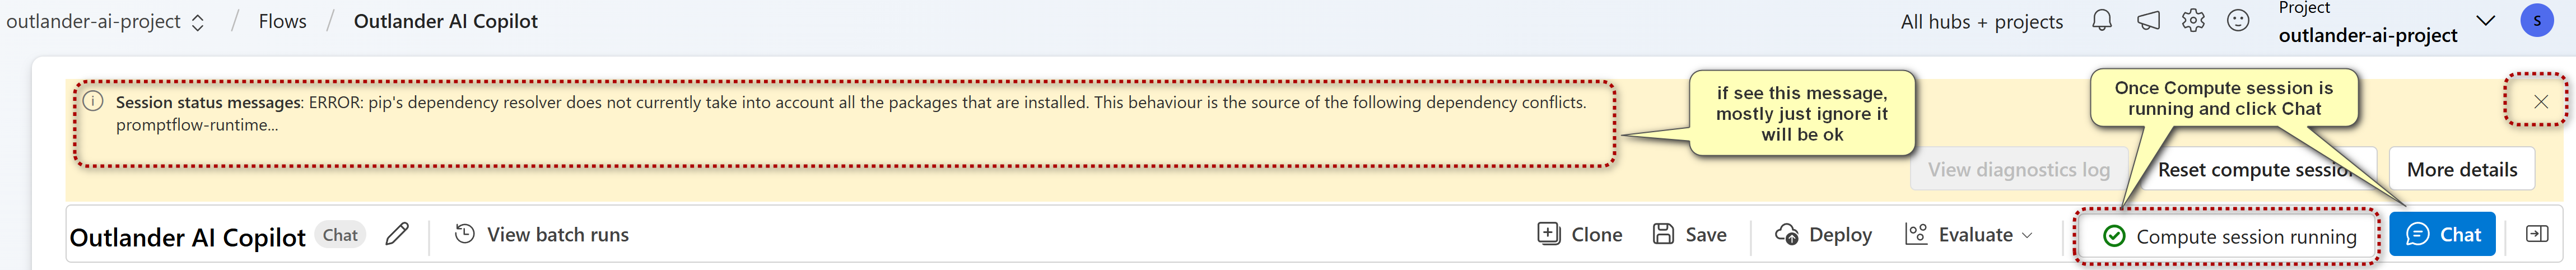 outlander-ai-project / Flows / Outlander AI Copilot
All hubs + projects
Project
outlander-ai-project
S
Session status messages: ERROR: pip's dependency resolver does not currently take into account all the packages that are installed. This behaviour is the source of the following dependency conflicts.
promptflow-runtime...
if see this message,
mostly just ignore it
will be ok
Once Compute session is
running and click Chat
View diagnostics log
Reset compute sessio
More details
Outlander AI Copilot
Chat
View batch runs
Clone
Save
Deploy
Evaluate
Compute session running
Chat